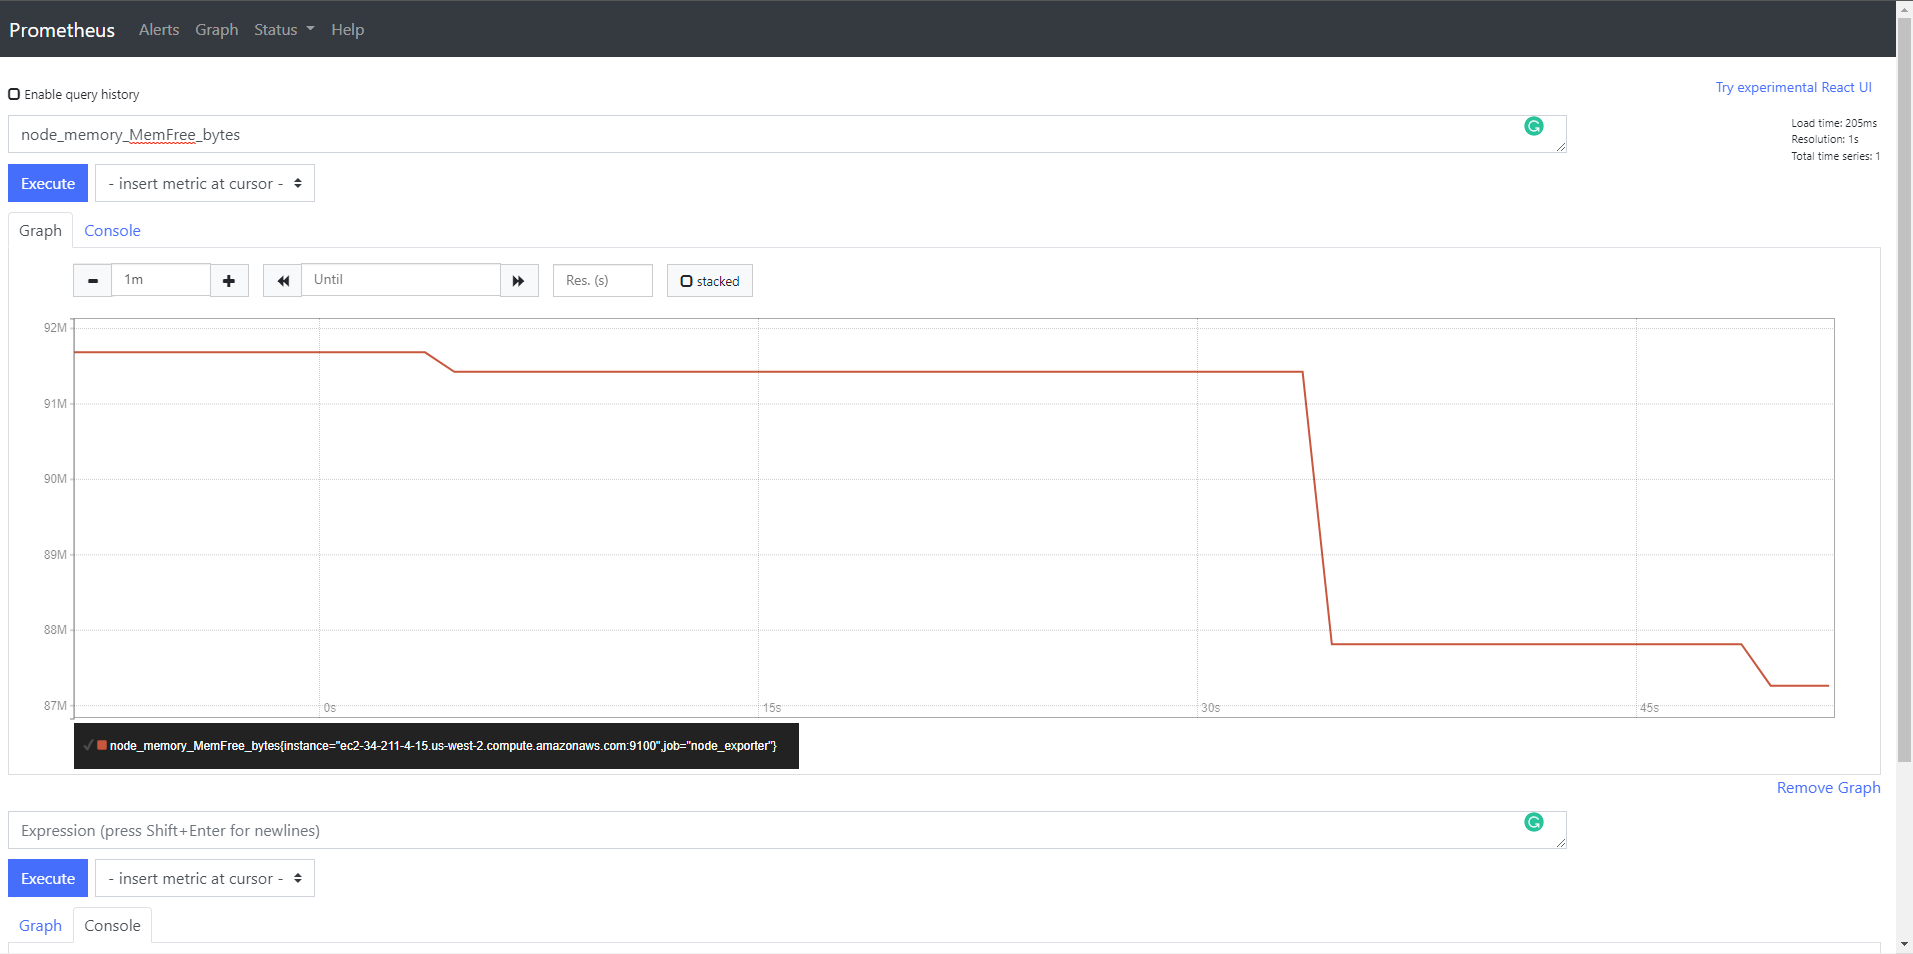 Prometheus Alerts Graph Status Help
Enable query history
Try experimental React UI
node_memory_MemFree_bytes
Load time: 205ms
Resolution: 1s
Total time series: 1
Execute - insert metric at cursor -
Graph Console
1m Until Res. (s) stacked
92M
91M
90M
89M
88M
87M
0s 15s 30s 45s
node_memory_MemFree_bytes{instance="ec2-34-211-4-15.us-west-2.compute.amazonaws.com:9100",job="node_exporter"}
Remove Graph
Expression (press Shift+Enter for newlines)
Execute - insert metric at cursor -
Graph Console